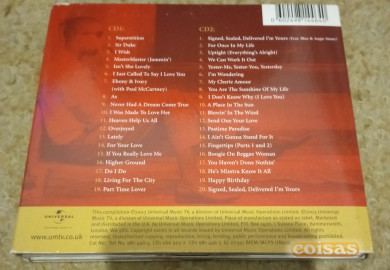 CD1:
1 Superstition
2 Sir Duke
3 I Wish
4 Masterblaster (Jammin')
5 Isn't She Lovely
6 I Just Called To Say I Love You
7 Ebony & Ivory
(with Paul McCartney)
8 As
9 Never Had A Dream Come True
10 I Was Made To Love Her
11 Heaven Help Us All
12 Overjoyed
13 Lately
14 For Your Love
15 If You Really Love Me
16 Higher Ground
17 Do I Do
18 Living For The City
19 Part Time Lover
CD2:
1 Signed, Sealed, Delivered I'm Yours (Feat. Blue & Angie Stone)
2 For Once In My Life
3 Uptight (Everything's Alright)
4 We Can Work It Out
5 Yester-Me, Yester-You, Yesterday
6 I'm Wondering
7 My Cherie Amour
8 You Are The Sunshine Of My Life
9 I Don't Know Why (I Love You)
10 A Place In The Sun
11 Blowin' In The Wind
12 Send One Your Love
13 Pastime Paradise
14 I Ain't Gonna Stand For It
15 Fingertips (Parts 1 and 2)
16 Boogie On Reggae Woman
17 You Haven't Done Nothin'
18 He's Misstra Know It All
19 Happy Birthday
20 Signed, Sealed, Delivered I'm Yours
UNIVERSAL
www.umtv.co.uk
coisas